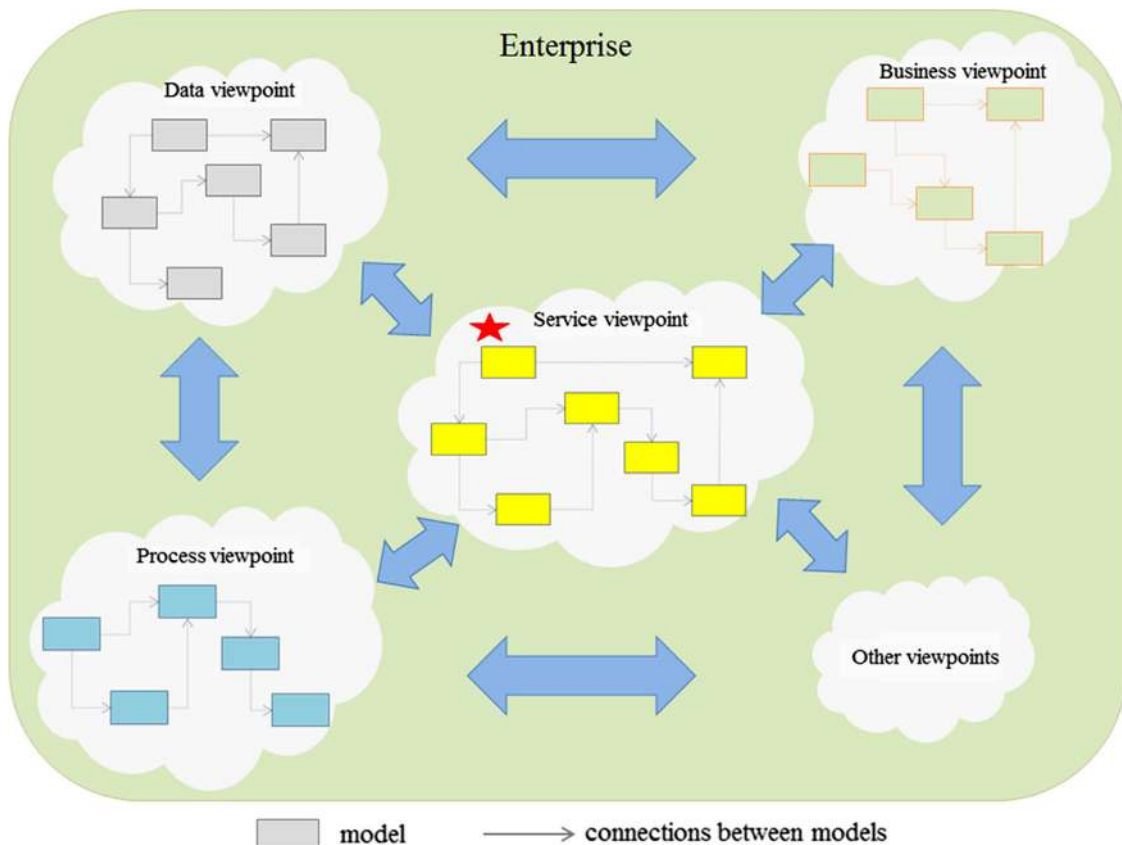 Enterprise
Data viewpoint
Business viewpoint
Service viewpoint
Process viewpoint
Other viewpoints
model
connections between models